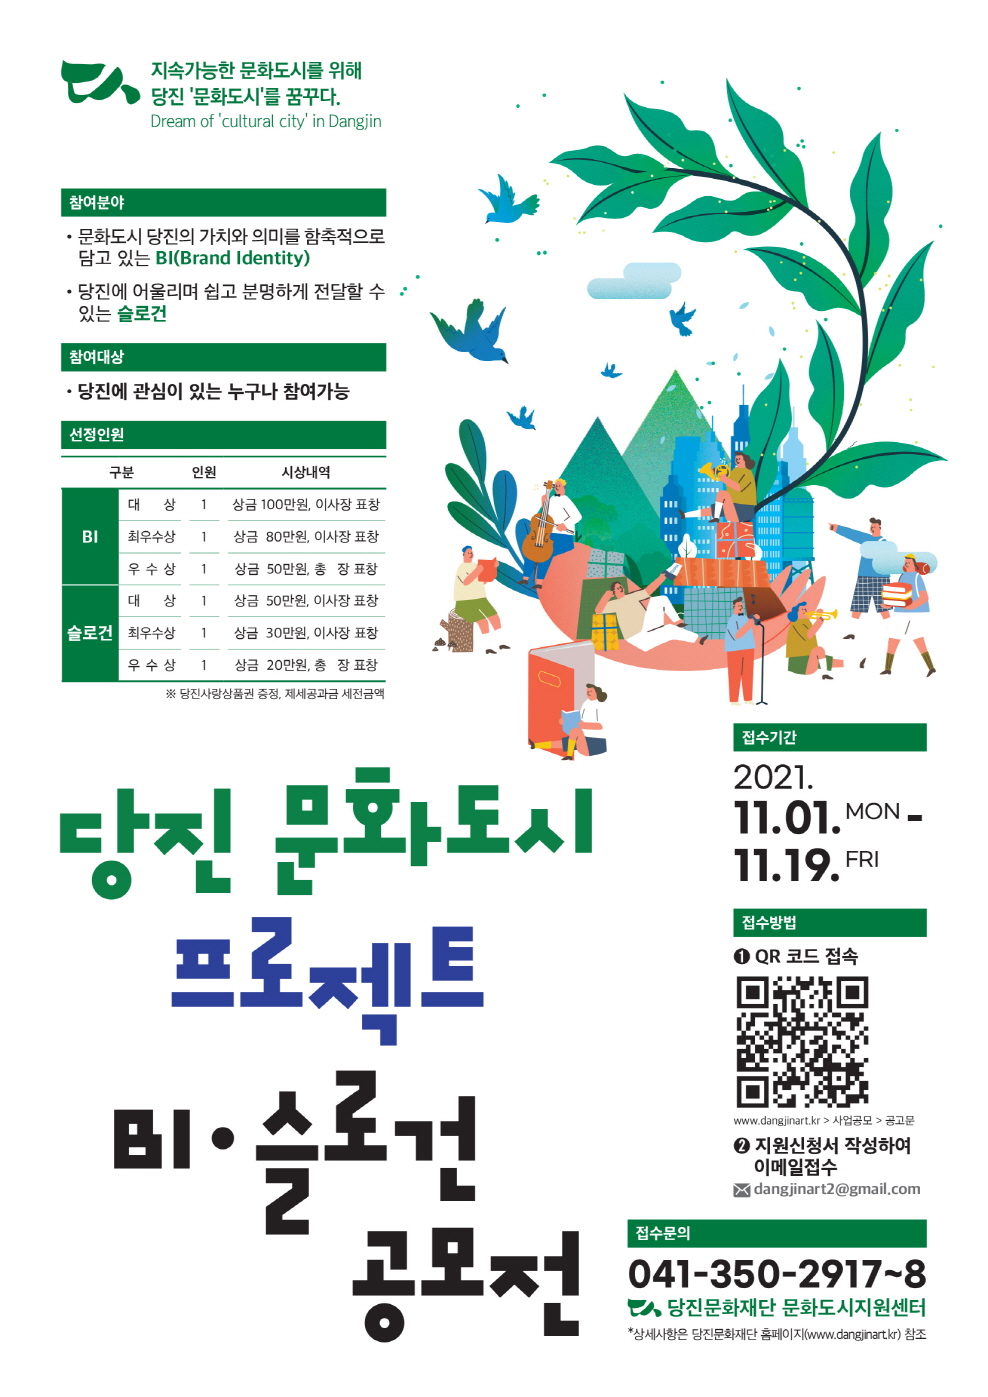 지속가능한 문화도시를 위해
당진 '문화도시'를 꿈꾸다.
Dream of 'cultural city' in Dangjin
참여분야
• 문화도시 당진의 가치와 의미를 함축적으로
담고 있는 BI(Brand Identity)
• 당진에 어울리며 쉽고 분명하게 전달할 수
있는 슬로건
참여대상
• 당진에 관심이 있는 누구나 참여가능
선정인원
구분 인원 시상내역
BI
대 상 1 상금 100만원, 이사장 표창
최우수상 1 상금 80만원, 이사장 표창
우 수 상 1 상금 50만원, 총 장 표창
슬로건
대 상 1 상금 50만원, 이사장 표창
최우수상 1 상금 30만원, 이사장 표창
우 수 상 1 상금 20만원, 총 장 표창
※ 당진사랑상품권 증정, 제세공과금 세전금액
당진 문화도시
프로젝트
BI · 슬로건
공모전
접수기간
2021.
11.01. MON -
11.19. FRI
접수방법
❶ QR 코드 접속
www.dangjinart.kr > 사업공모 > 공고문
❷ 지원신청서 작성하여
이메일접수
dangjinart2@gmail.com
접수문의
041-350-2917~8
당진문화재단 문화도시지원센터
*상세사항은 당진문화재단 홈페이지(www.dangjinart.kr) 참조